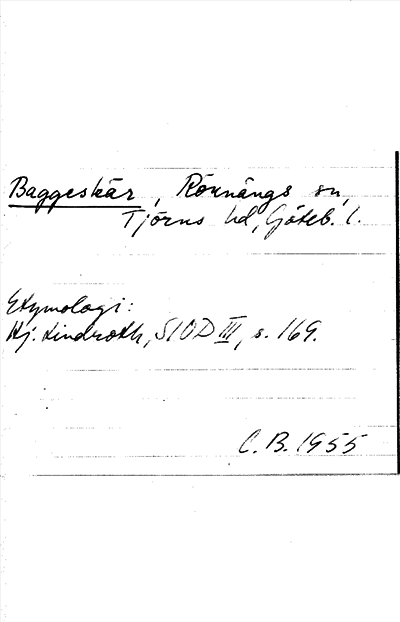 Baggeskär, Rönnängs sn,
Tjörns hd, Göteb. l.
Etymologi:
Hj. Lindroth, SIOD III, s. 169.
C. B. 1955